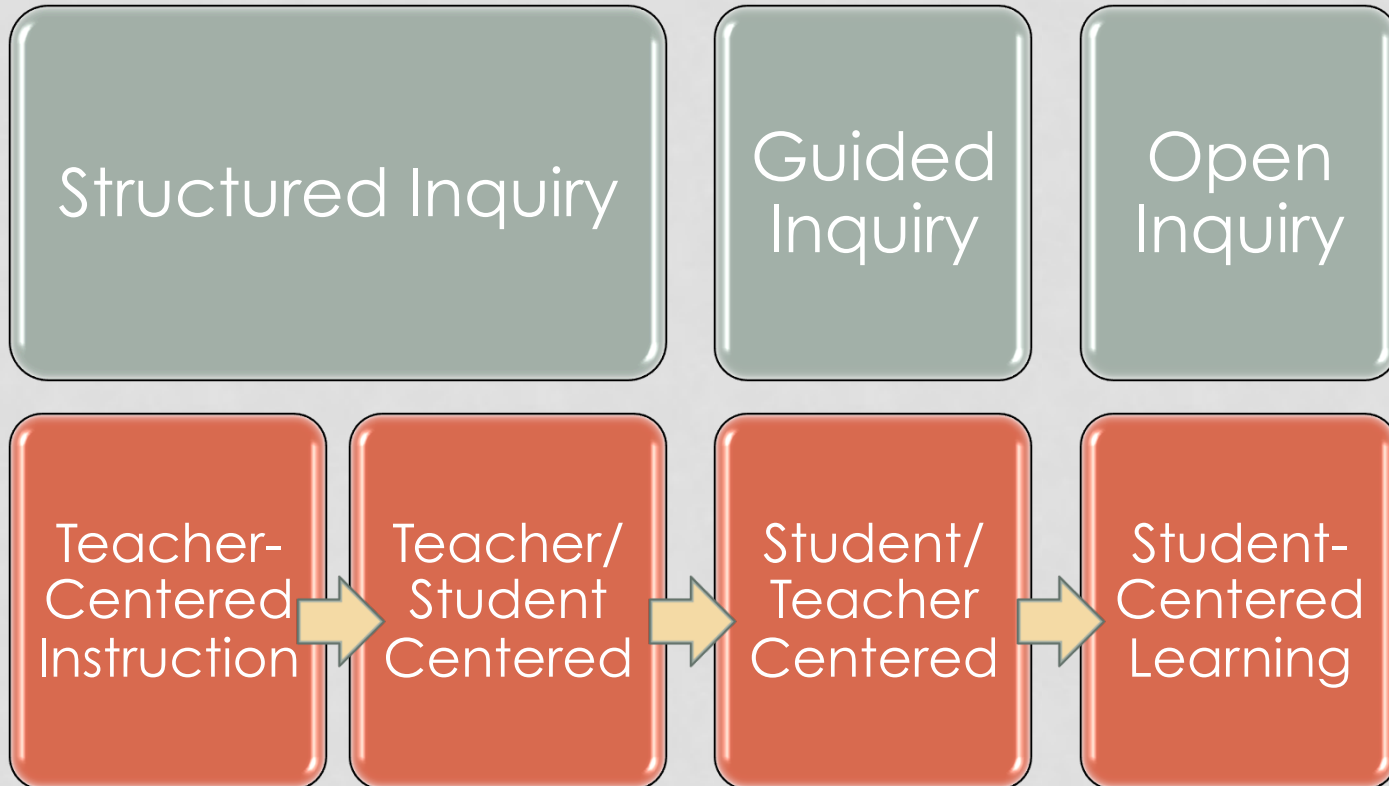 Structured Inquiry
Guided
Inquiry
Open
Inquiry
Teacher-
Centered
Instruction
Teacher/
Student
Centered
Student/
Teacher
Centered
Student-
Centered
Learning